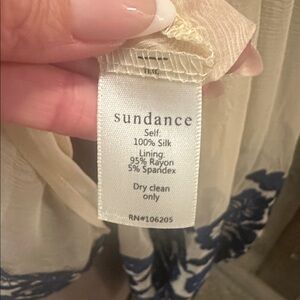 sundance
Self:
100% Silk
Lining:
95% Rayon
5% Spandex
Dry clean
only
RN#106205